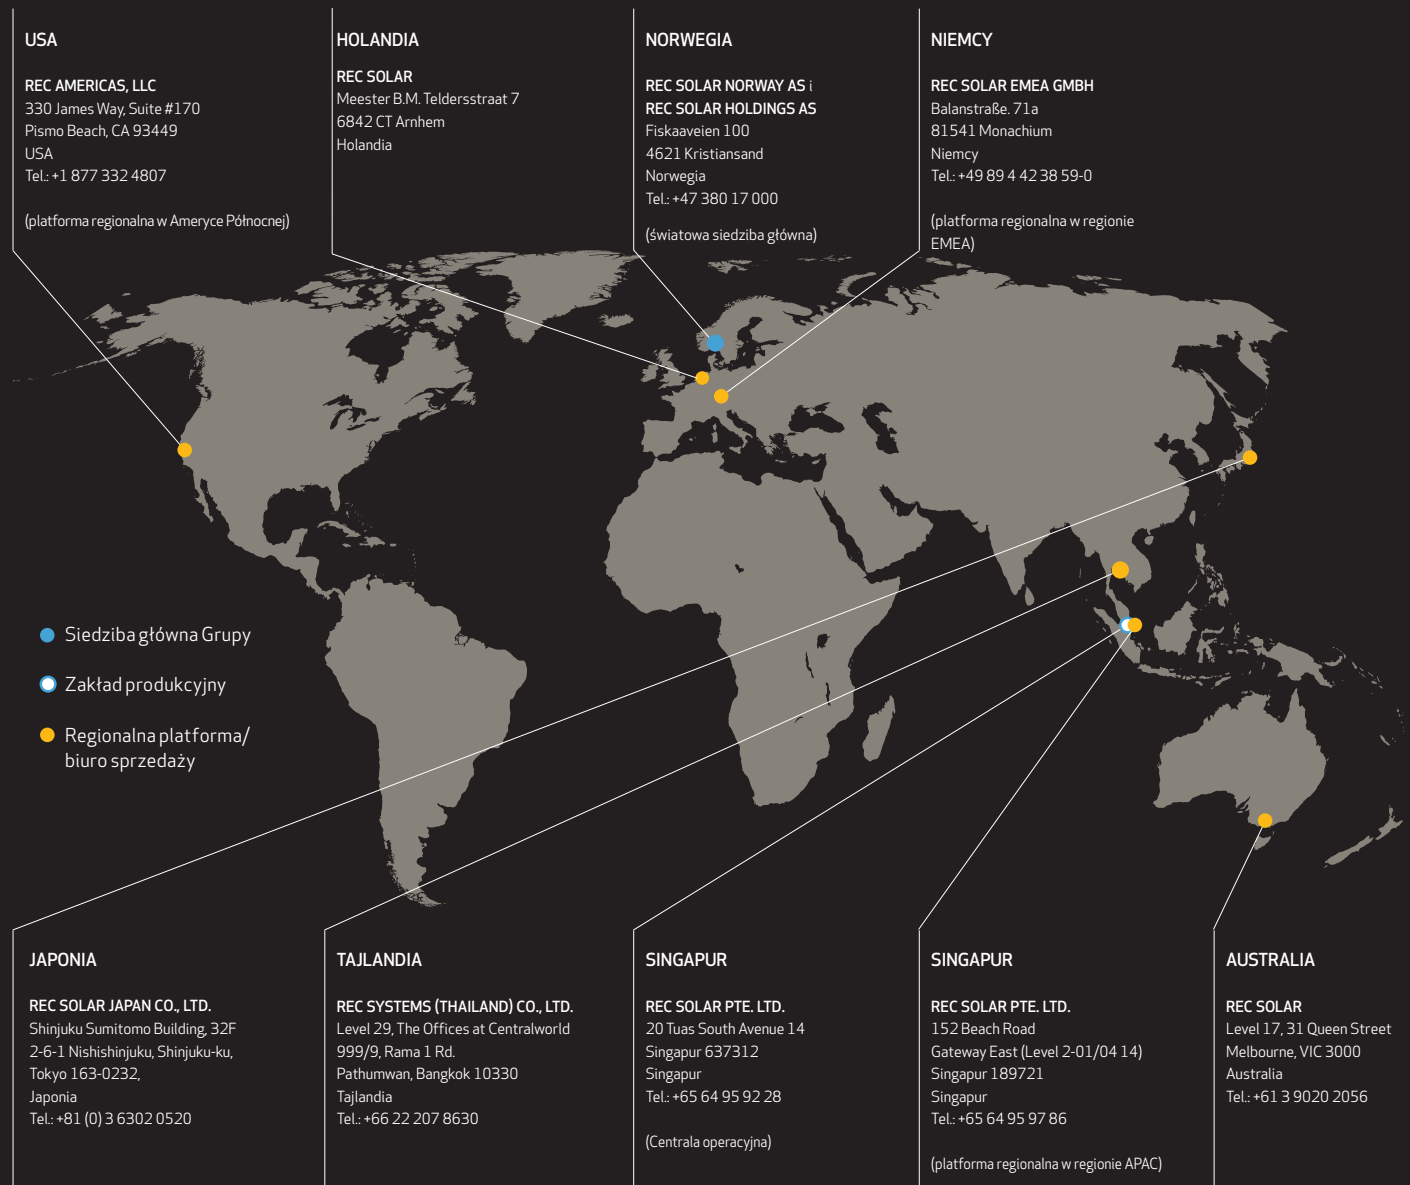 USA
REC AMERICAS, LLC
330 James Way, Suite #170
Pismo Beach, CA 93449
USA
Tel.: +1 877 332 4807
(platforma regionalna w Ameryce Północnej)
HOLANDIA
REC SOLAR
Meester B.M. Teldersstraat 7
6842 CT Arnhem
Holandia
NORWEGIA
REC SOLAR NORWAY AS i
REC SOLAR HOLDINGS AS
Fiskaaveien 100
4621 Kristiansand
Norwegia
Tel.: +47 380 17 000
(światowa siedziba główna)
NIEMCY
REC SOLAR EMEA GMBH
Balanstraße. 71a
81541 Monachium
Niemcy
Tel.: +49 89 4 42 38 59-0
(platforma regionalna w regionie
EMEA)
Siedziba główna Grupy
Zakład produkcyjny
Regionalna platforma/
biuro sprzedaży
JAPONIA
REC SOLAR JAPAN CO., LTD.
Shinjuku Sumitomo Building, 32F
2-6-1 Nishishinjuku, Shinjuku-ku,
Tokyo 163-0232,
Japonia
Tel.: +81 (0) 3 6302 0520
TAJLANDIA
REC SYSTEMS (THAILAND) CO., LTD.
Level 29, The Offices at Centralworld
999/9, Rama 1 Rd.
Pathumwan, Bangkok 10330
Tajlandia
Tel.: +66 22 207 8630
SINGAPUR
REC SOLAR PTE. LTD.
20 Tuas South Avenue 14
Singapur 637312
Singapur
Tel.: +65 64 95 92 28
(Centrala operacyjna)
SINGAPUR
REC SOLAR PTE. LTD.
152 Beach Road
Gateway East (Level 2-01/04 14)
Singapur 189721
Singapur
Tel.: +65 64 95 97 86
(platforma regionalna w regionie APAC)
AUSTRALIA
REC SOLAR
Level 17, 31 Queen Street
Melbourne, VIC 3000
Australia
Tel.: +61 3 9020 2056